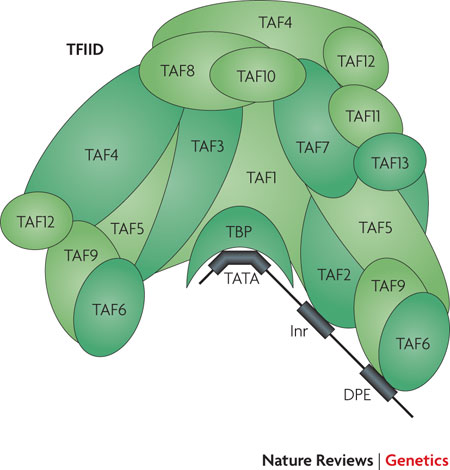 TAF4
TFIID
TAF12
TAF8
TAF10
TAF11
TAF4
TAF3
TAF7
TAF13
TAF1
TAF12
TAF5
TAF5
TBP
TAF9
TATA
TAF2
TAF9
TAF6
Inr
TAF6
DPE
Nature Reviews | Genetics